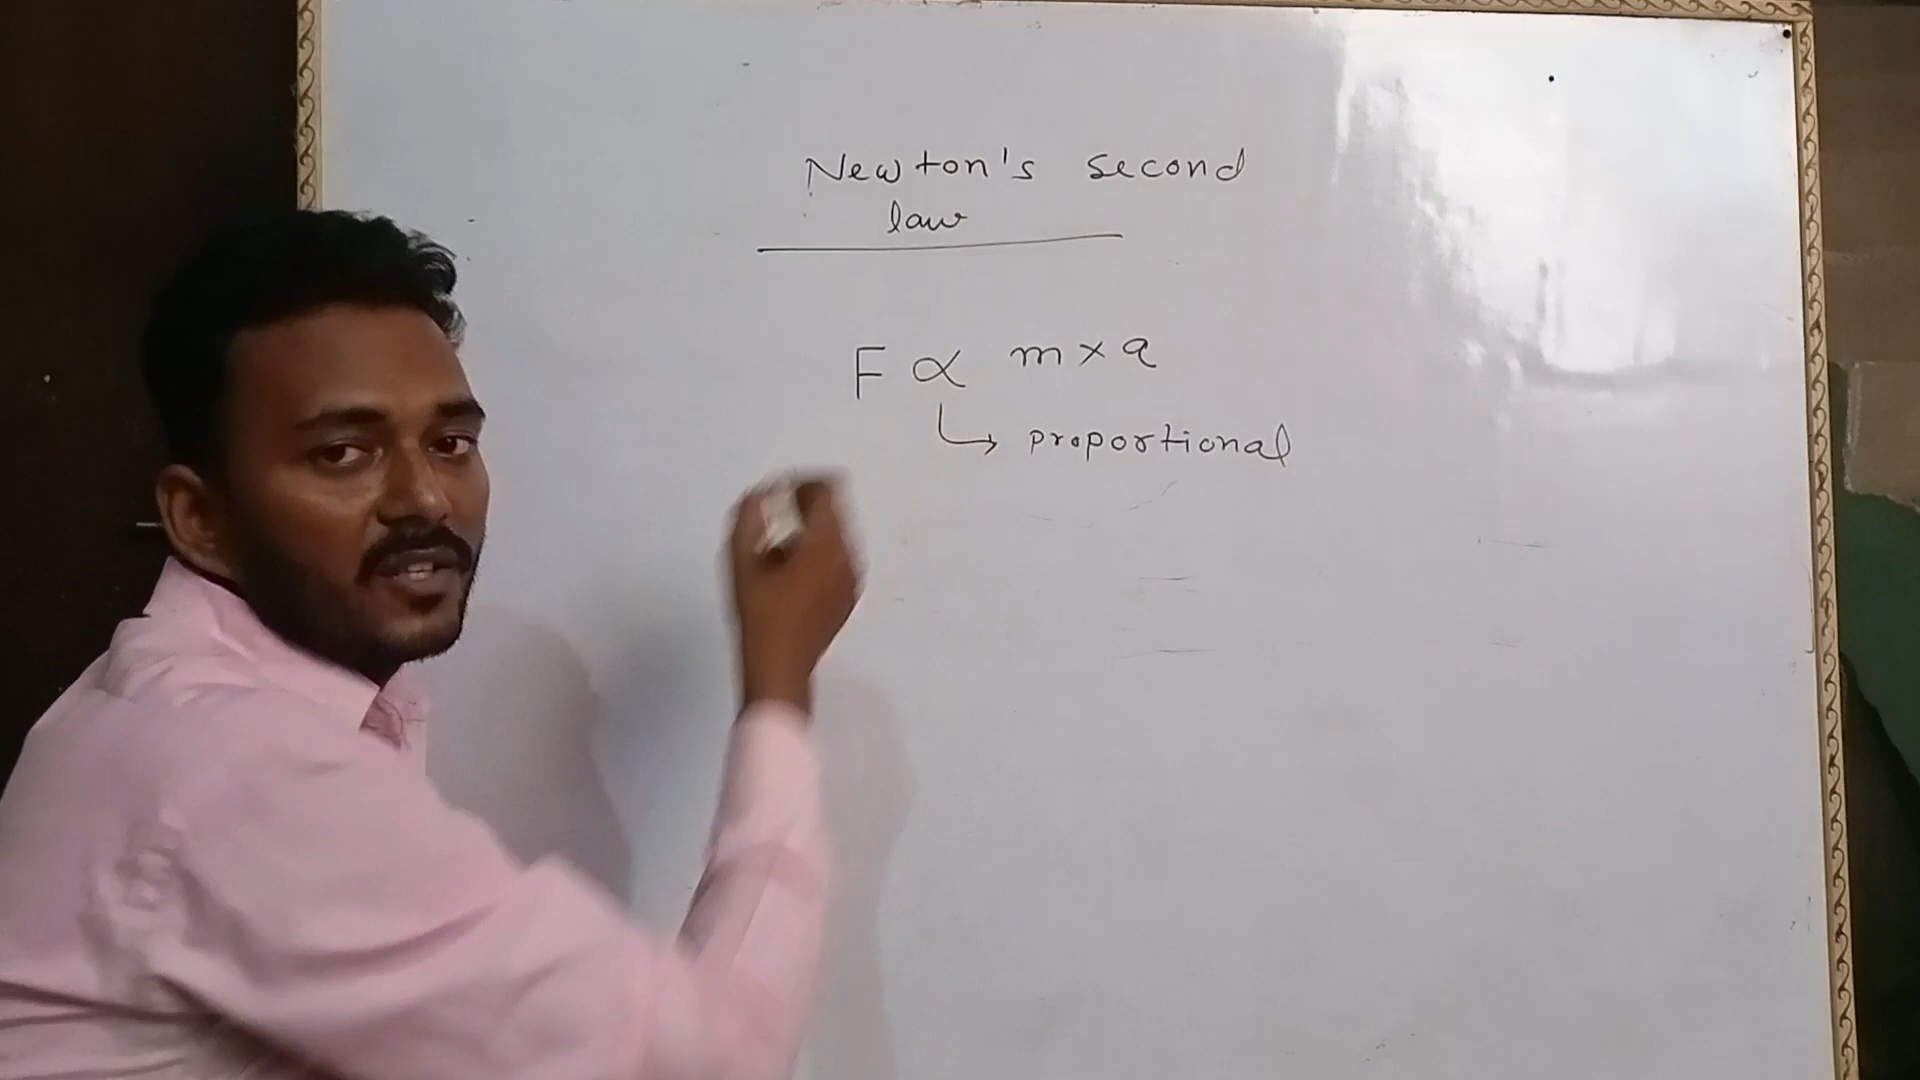 Newton's second
law
F ∝ m × a
↳ proportional